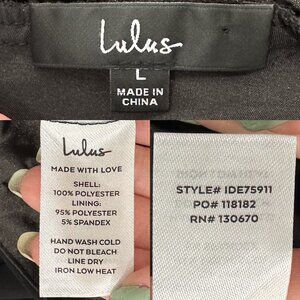 Lulus
L
MADE IN
CHINA
Lulus
MADE WITH LOVE
SHELL:
100% POLYESTER
LINING:
95% POLYESTER
5% SPANDEX
HAND WASH COLD
DO NOT BLEACH
LINE DRY
IRON LOW HEAT
STYLE# IDE75911
PO# 118182
RN# 130670